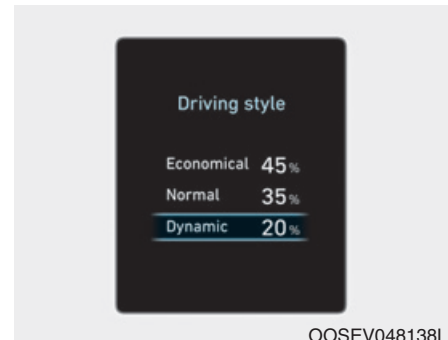 Driving style
Economical 45%
Normal 35%
Dynamic 20%
OOSEV048138L